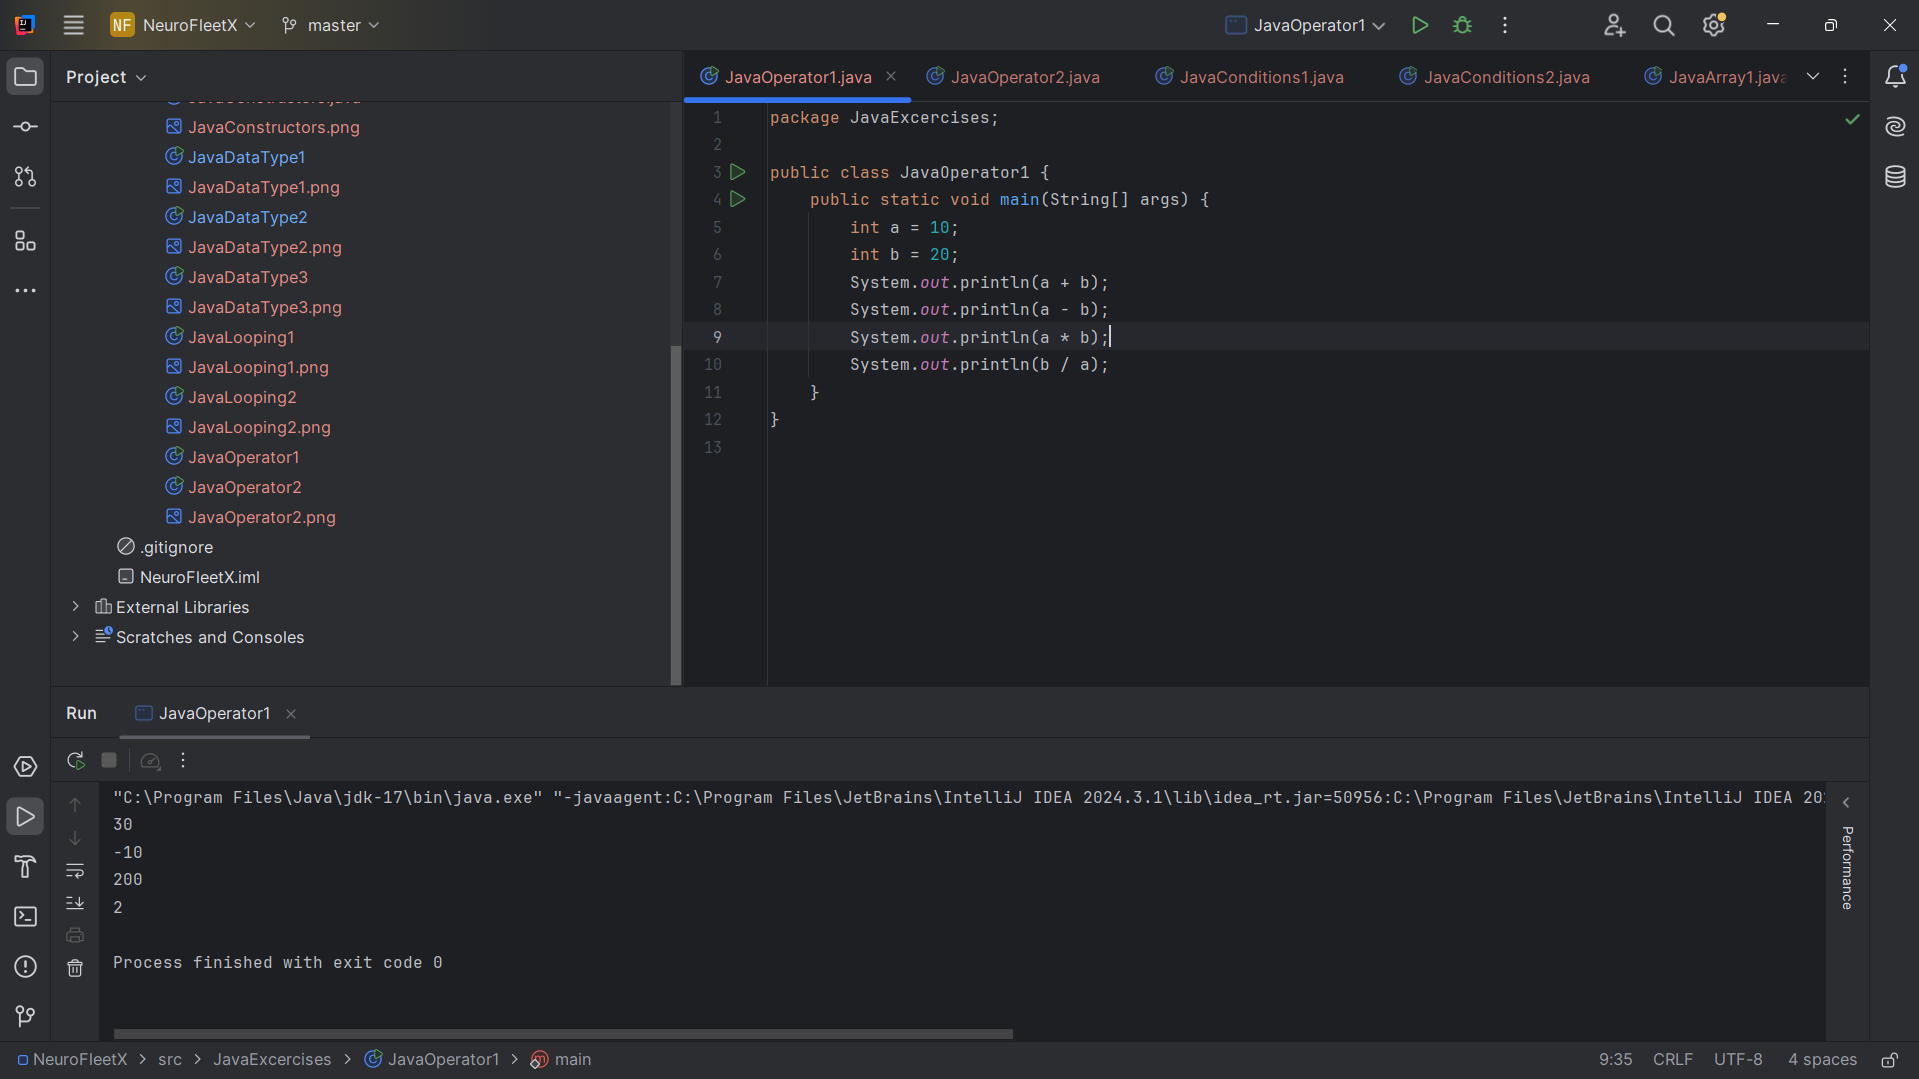 NF NeuroFleetX master JavaOperator1
Project
JavaConstructors.java
JavaConstructors.png
JavaDataType1
JavaDataType1.png
JavaDataType2
JavaDataType2.png
JavaDataType3
JavaDataType3.png
JavaLooping1
JavaLooping1.png
JavaLooping2
JavaLooping2.png
JavaOperator1
JavaOperator2
JavaOperator2.png
.gitignore
NeuroFleetX.iml
External Libraries
Scratches and Consoles
JavaOperator1.java JavaOperator2.java JavaConditions1.java JavaConditions2.java JavaArray1.java
1 package JavaExcercises;
2
3 public class JavaOperator1 {
4 public static void main(String[] args) {
5 int a = 10;
6 int b = 20;
7 System.out.println(a + b);
8 System.out.println(a - b);
9 System.out.println(a * b);
10 System.out.println(b / a);
11 }
12 }
13
Run JavaOperator1
"C:\Program Files\Java\jdk-17\bin\java.exe" "-javaagent:C:\Program Files\JetBrains\IntelliJ IDEA 2024.3.1\lib\idea_rt.jar=50956:C:\Program Files\JetBrains\IntelliJ IDEA 20
30
-10
200
2
Process finished with exit code 0
Performance
NeuroFleetX > src > JavaExcercises > JavaOperator1 > main 9:35 CRLF UTF-8 4 spaces